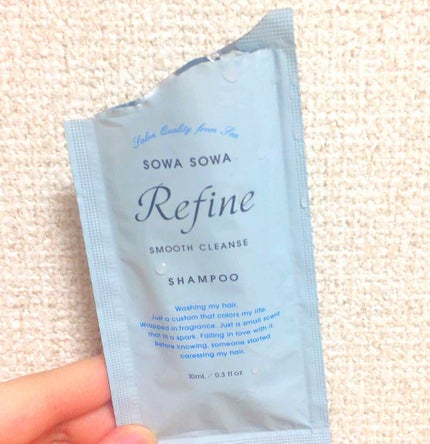 Salon Quality from Sea
SOWA SOWA
Refine
SMOOTH CLEANSE
SHAMPOO
Washing my hair.
Just a custom that colors my life.
Wrapped in fragrance. Just a small scent
that is a spark. Falling in love with it.
Before knowing, someone started
caressing my hair.
10mL / 0.3 fl oz